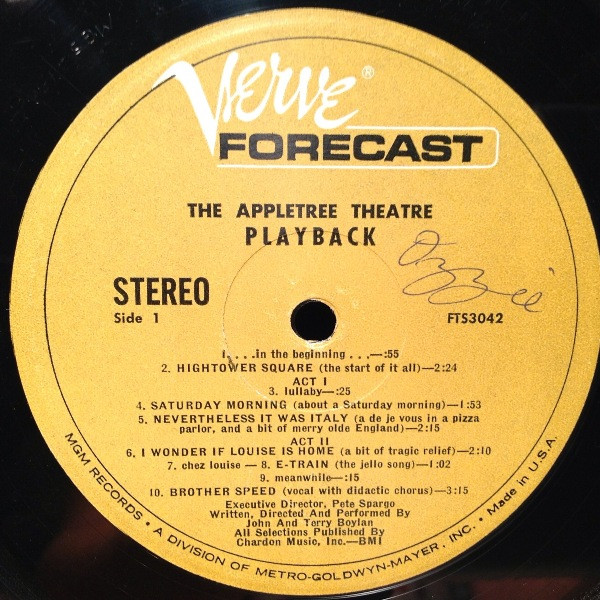 Verve®
FORECAST
THE APPLETREE THEATRE
PLAYBACK
Ozzie
STEREO
Side 1
FTS3042
1. . . .in the beginning . . .—:55
2. HIGHTOWER SQUARE (the start of it all)—2:24
ACT I
3. lullaby—:25
4. SATURDAY MORNING (about a Saturday morning)—1:53
5. NEVERTHELESS IT WAS ITALY (a de je vous in a pizza
parlor, and a bit of merry olde England)—2:15
ACT II
6. I WONDER IF LOUISE IS HOME (a bit of tragic relief)—2:10
7. chez louise — 8. E-TRAIN (the jello song)—1:02
9. meanwhile—:15
10. BROTHER SPEED (vocal with didactic chorus)—3:15
Executive Director, Pete Spargo
Written, Directed And Performed By
John And Terry Boylan
All Selections Published By
Chardon Music, Inc.—BMI
MGM RECORDS • A DIVISION OF METRO-GOLDWYN-MAYER, INC. • Made in U.S.A.